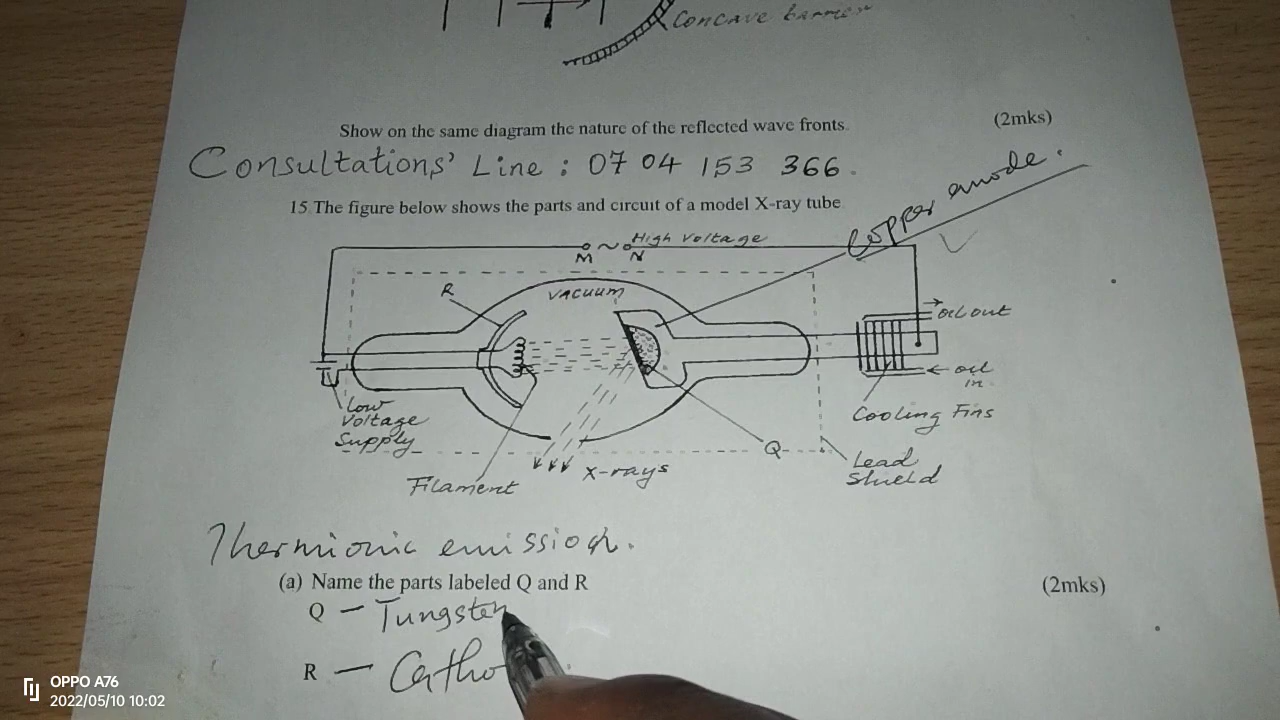 Concave barrier
Show on the same diagram the nature of the reflected wave fronts. (2mks)
Consultations' Line : 0704 153 366.
Copper anode.
15 The figure below shows the parts and circuit of a model X-ray tube
High Voltage
M ~ N
R
VACUUM
oil out
oil
in
Low
Voltage
Supply
Cooling Fins
Q
Lead
Shield
X-rays
Filament
Thermionic emission.
(a) Name the parts labeled Q and R (2mks)
Q — Tungsten
R — Catho
OPPO A76
2022/05/10 10:02